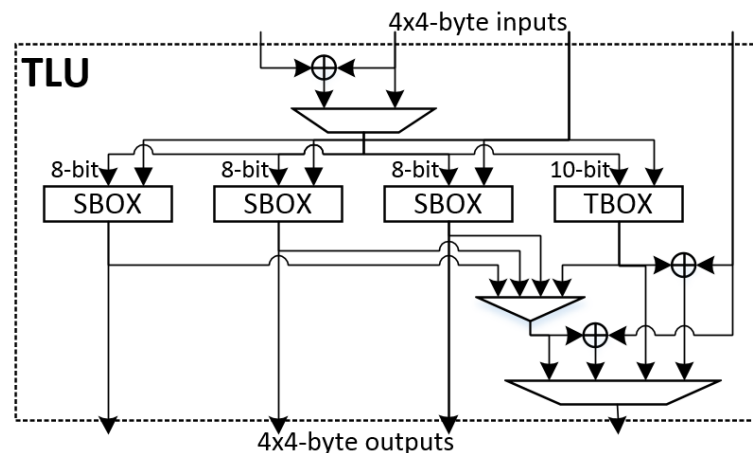 4x4-byte inputs
TLU
8-bit 8-bit 8-bit 10-bit
SBOX SBOX SBOX TBOX
4x4-byte outputs